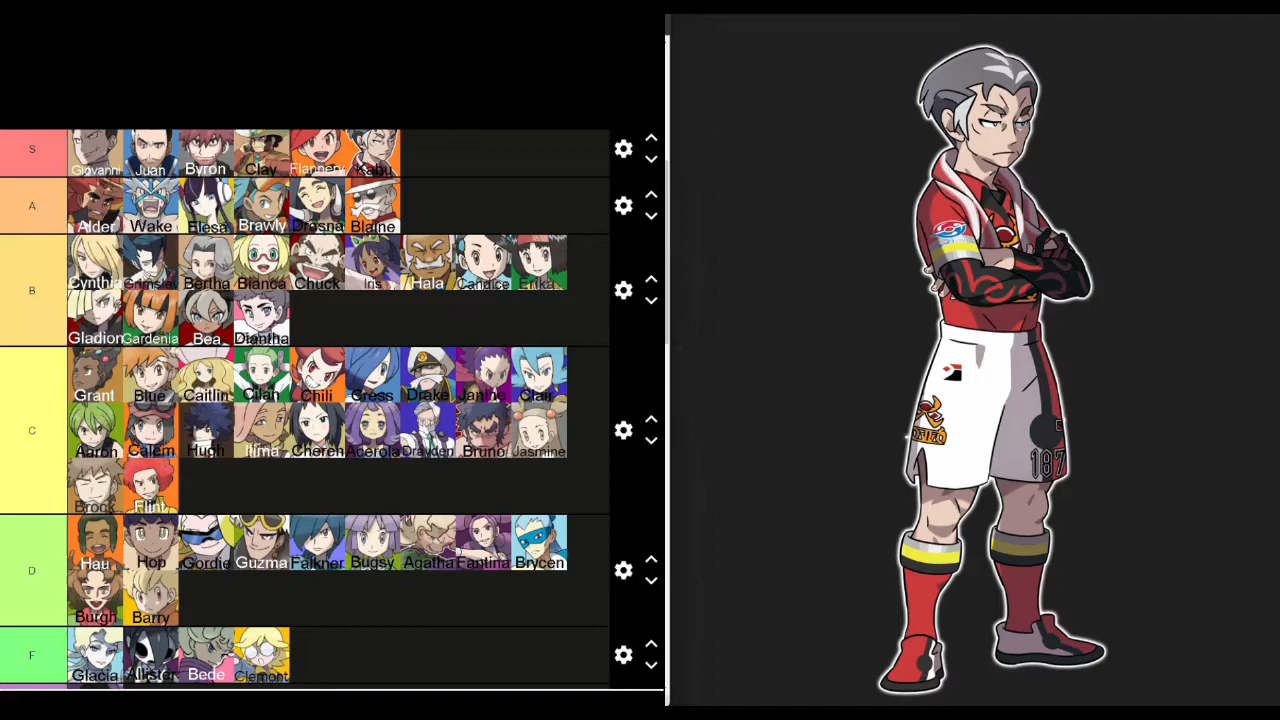 S
Giovanni Juan Byron Clay Flannery Kabu
A
Alder Wake Elesa Brawly Drasna Blaine
B
Cynthia Grimsley Bertha Bianca Chuck Iris Hala Candice Erika
Gladion Gardenia Bea Diantha
C
Grant Blue Caitlin Cilan Chili Cress Drake Janine Clair
Aaron Calem Hugh Ilima Cheren Acerola Drayden Bruno Jasmine
Brock Flint
D
Hau Hop Gordie Guzma Falkner Bugsy Agatha Fantina Brycen
Burgh Barry
F
Glacia Allister Bede Clemont
187